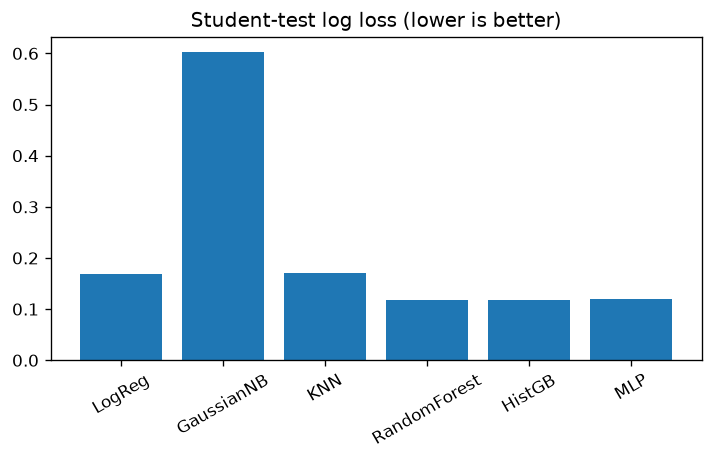 Student-test log loss (lower is better)
0.6
0.5
0.4
0.3
0.2
0.1
0.0
LogReg
GaussianNB
KNN
RandomForest
HistGB
MLP